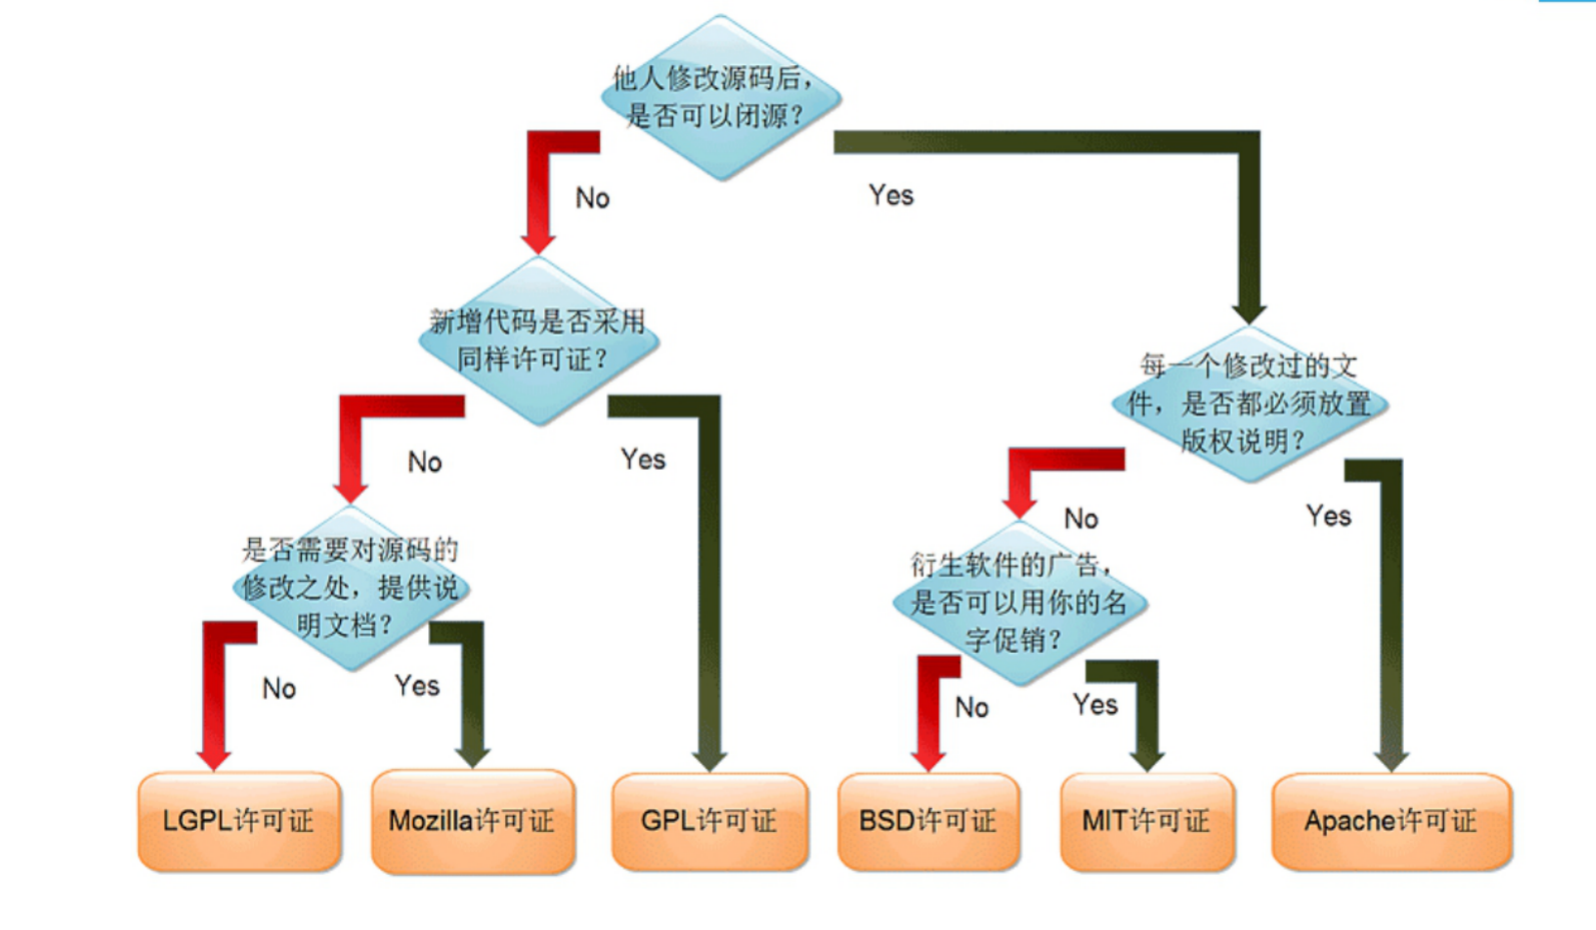 他人修改源码后，
是否可以闭源？
No
Yes
新增代码是否采用
同样许可证？
每一个修改过的文
件，是否都必须放置
版权说明？
No
Yes
No
Yes
是否需要对源码的
修改之处，提供说
明文档？
衍生软件的广告，
是否可以用你的名
字促销？
No
Yes
No
Yes
LGPL许可证
Mozilla许可证
GPL许可证
BSD许可证
MIT许可证
Apache许可证